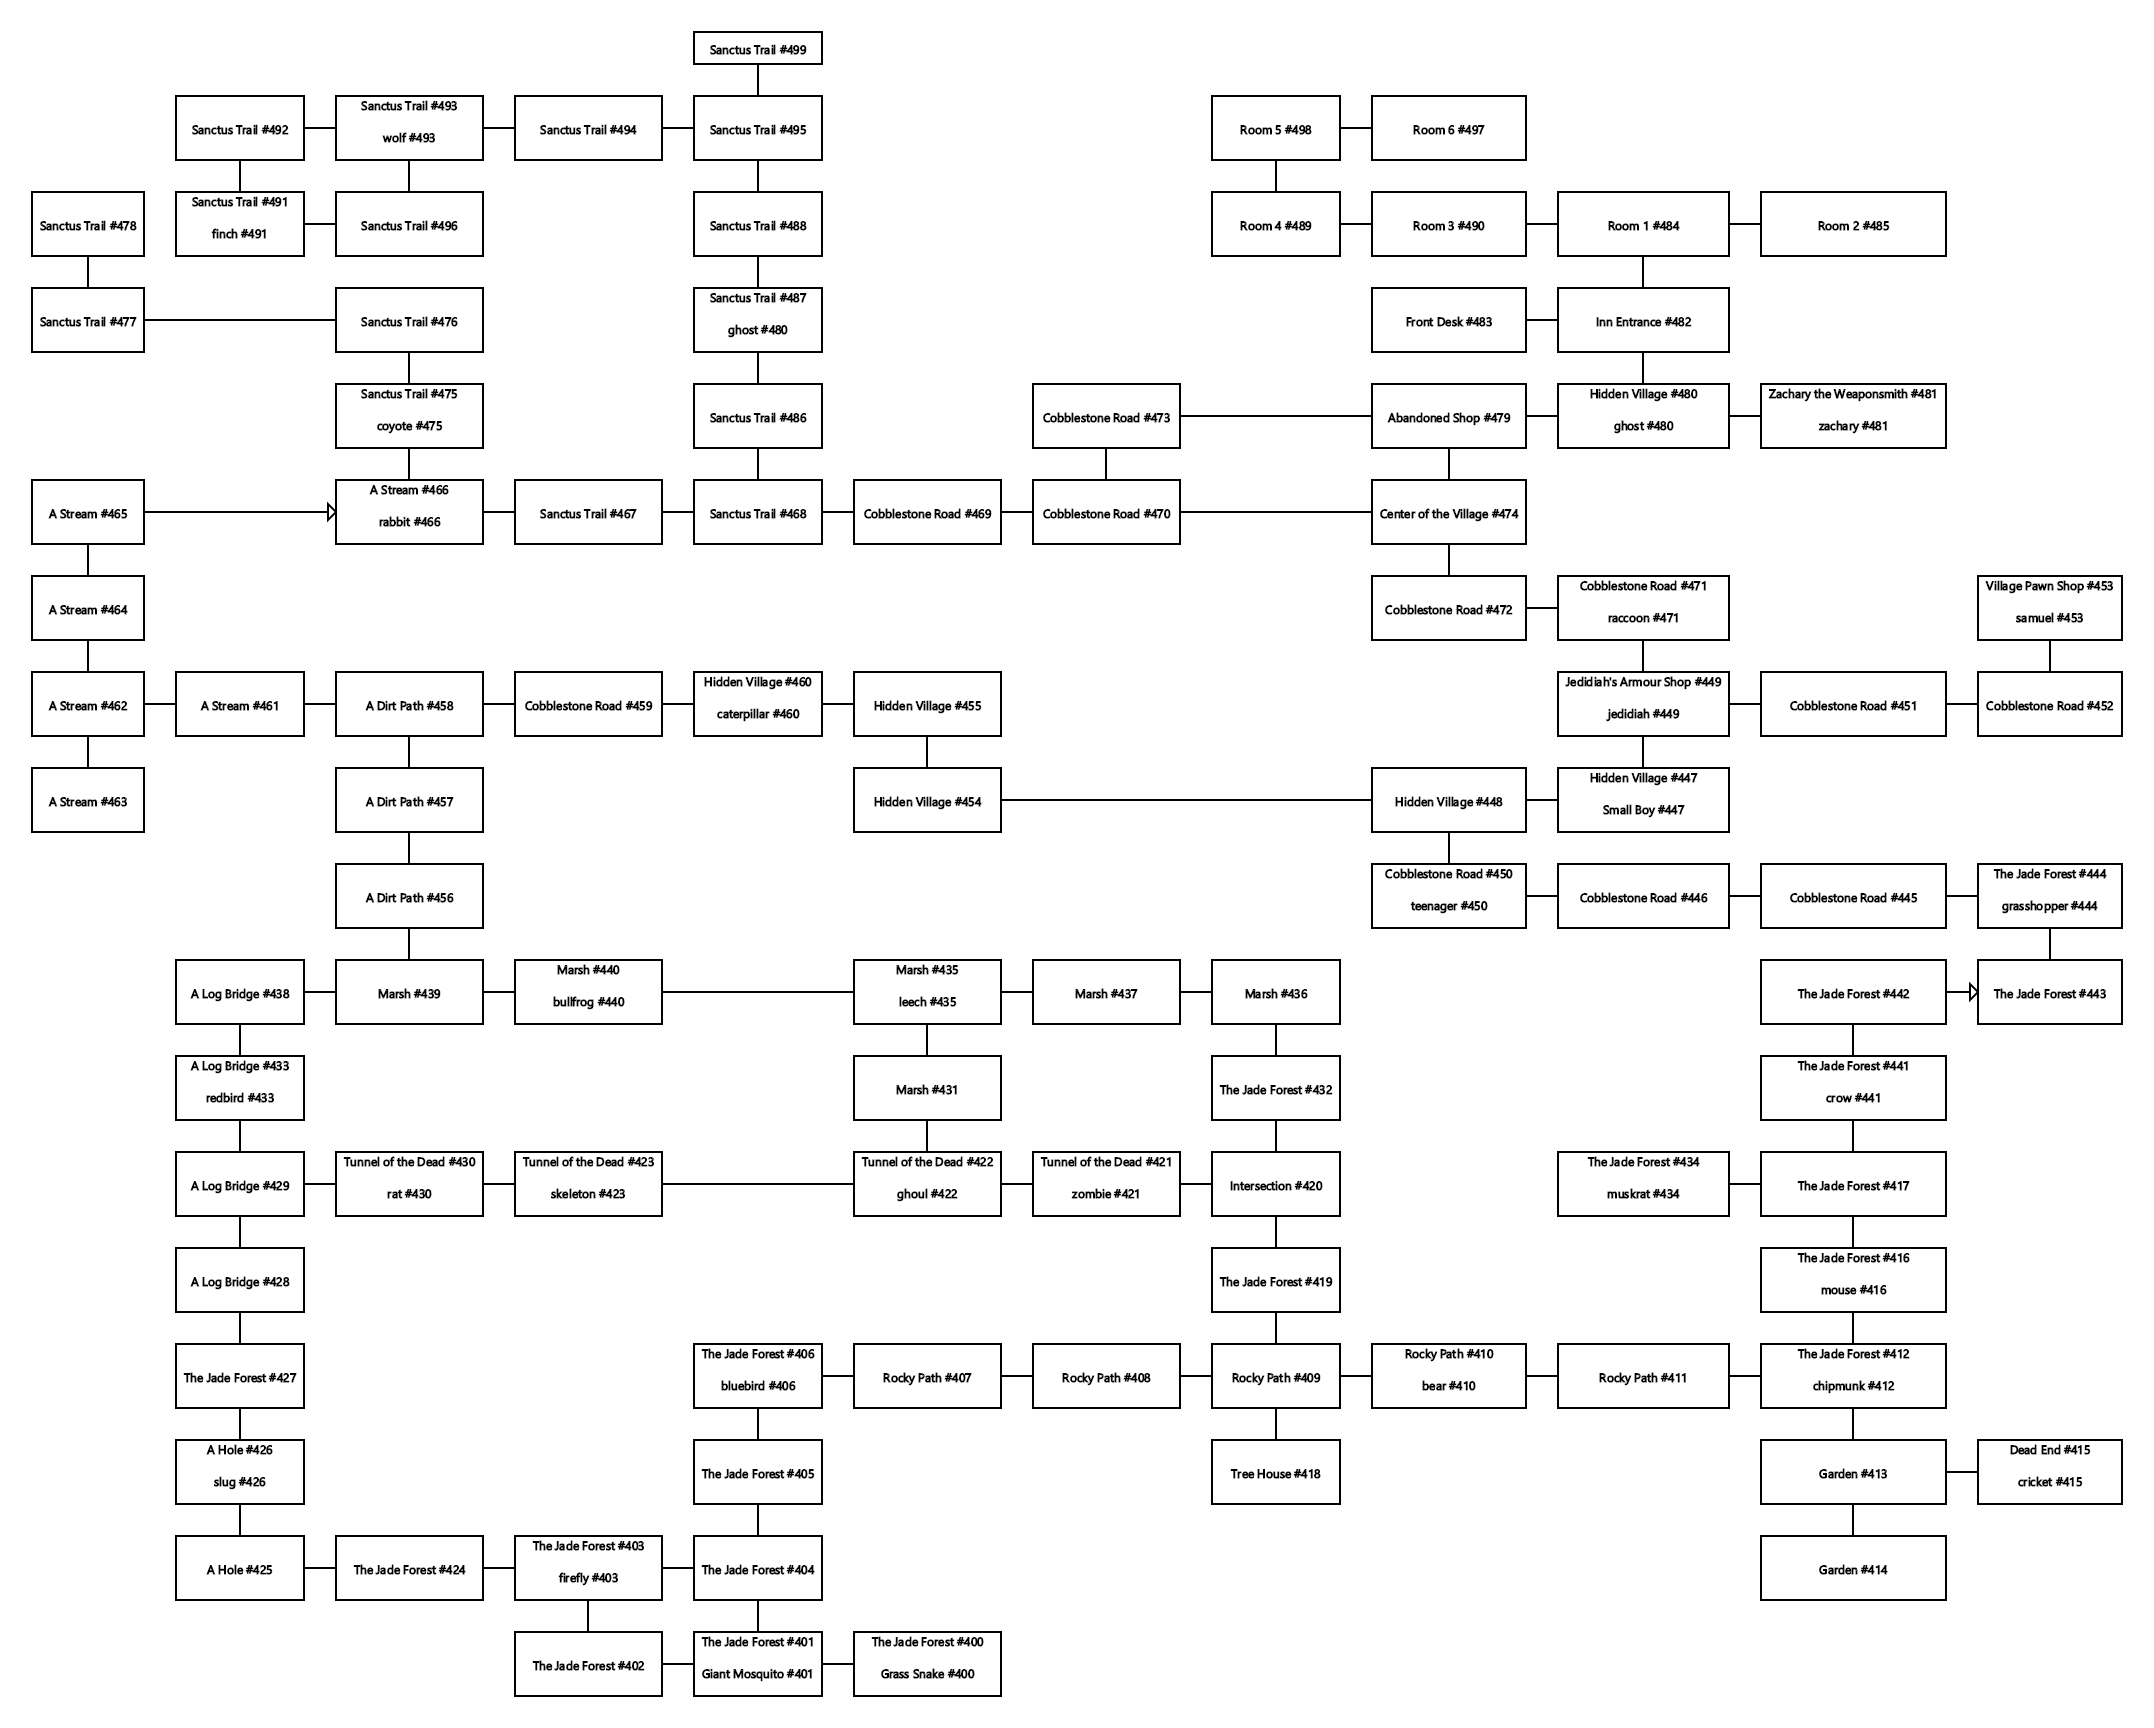 Sanctus Trail #499
Sanctus Trail #492
Sanctus Trail #493
wolf #493
Sanctus Trail #494
Sanctus Trail #495
Room 5 #498
Room 6 #497
Sanctus Trail #478
Sanctus Trail #491
finch #491
Sanctus Trail #496
Sanctus Trail #488
Room 4 #489
Room 3 #490
Room 1 #484
Room 2 #485
Sanctus Trail #477
Sanctus Trail #476
Sanctus Trail #487
ghost #480
Front Desk #483
Inn Entrance #482
Sanctus Trail #475
coyote #475
Sanctus Trail #486
Cobblestone Road #473
Abandoned Shop #479
Hidden Village #480
ghost #480
Zachary the Weaponsmith #481
zachary #481
A Stream #465
A Stream #466
rabbit #466
Sanctus Trail #467
Sanctus Trail #468
Cobblestone Road #469
Cobblestone Road #470
Center of the Village #474
A Stream #464
Cobblestone Road #472
Cobblestone Road #471
raccoon #471
Village Pawn Shop #453
samuel #453
A Stream #462
A Stream #461
A Dirt Path #458
Cobblestone Road #459
Hidden Village #460
caterpillar #460
Hidden Village #455
Jedidiah's Armour Shop #449
jedidiah #449
Cobblestone Road #451
Cobblestone Road #452
A Stream #463
A Dirt Path #457
Hidden Village #454
Hidden Village #448
Hidden Village #447
Small Boy #447
A Dirt Path #456
Cobblestone Road #450
teenager #450
Cobblestone Road #446
Cobblestone Road #445
The Jade Forest #444
grasshopper #444
A Log Bridge #438
Marsh #439
Marsh #440
bullfrog #440
Marsh #435
leech #435
Marsh #437
Marsh #436
The Jade Forest #442
The Jade Forest #443
A Log Bridge #433
redbird #433
Marsh #431
The Jade Forest #432
The Jade Forest #441
crow #441
A Log Bridge #429
Tunnel of the Dead #430
rat #430
Tunnel of the Dead #423
skeleton #423
Tunnel of the Dead #422
ghoul #422
Tunnel of the Dead #421
zombie #421
Intersection #420
The Jade Forest #434
muskrat #434
The Jade Forest #417
A Log Bridge #428
The Jade Forest #419
The Jade Forest #416
mouse #416
The Jade Forest #427
The Jade Forest #406
bluebird #406
Rocky Path #407
Rocky Path #408
Rocky Path #409
Rocky Path #410
bear #410
Rocky Path #411
The Jade Forest #412
chipmunk #412
A Hole #426
slug #426
The Jade Forest #405
Tree House #418
Garden #413
Dead End #415
cricket #415
A Hole #425
The Jade Forest #424
The Jade Forest #403
firefly #403
The Jade Forest #404
Garden #414
The Jade Forest #402
The Jade Forest #401
Giant Mosquito #401
The Jade Forest #400
Grass Snake #400